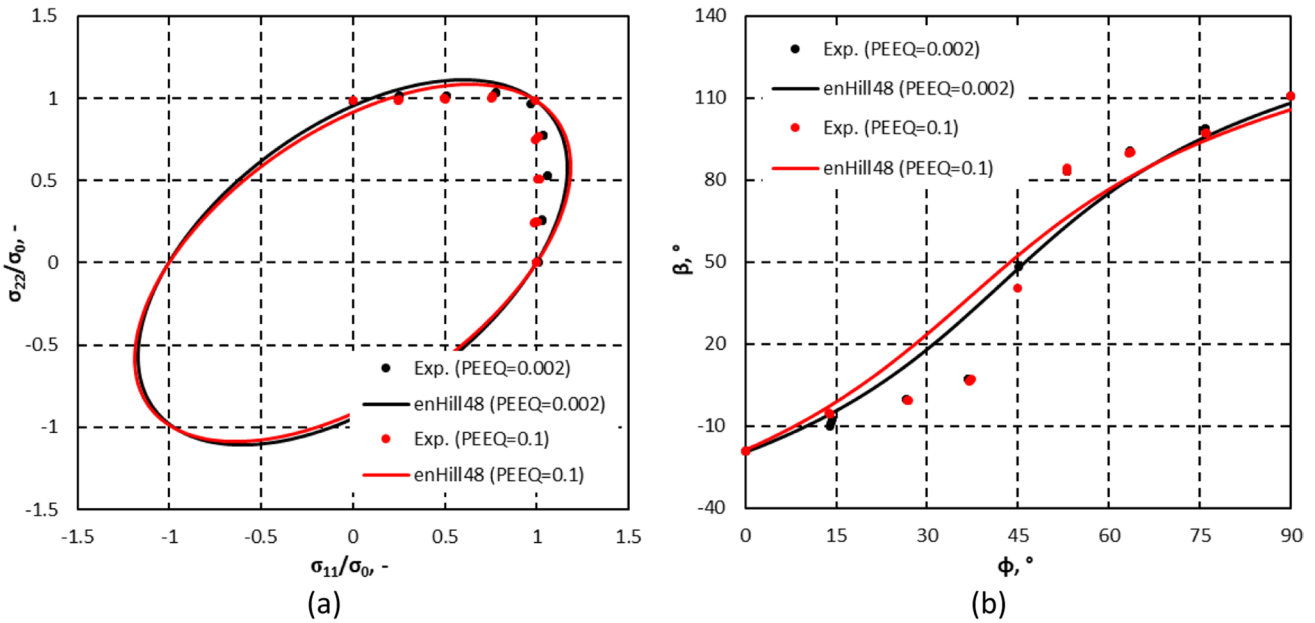 1.5
1
0.5
0
-0.5
-1
-1.5
-1.5
-1
-0.5
0
0.5
1
1.5
σ22/σ0, -
σ11/σ0, -
Exp. (PEEQ=0.002)
enHill48 (PEEQ=0.002)
Exp. (PEEQ=0.1)
enHill48 (PEEQ=0.1)
(a)
140
110
80
50
20
-10
-40
0
15
30
45
60
75
90
β, °
ϕ, °
Exp. (PEEQ=0.002)
enHill48 (PEEQ=0.002)
Exp. (PEEQ=0.1)
enHill48 (PEEQ=0.1)
(b)